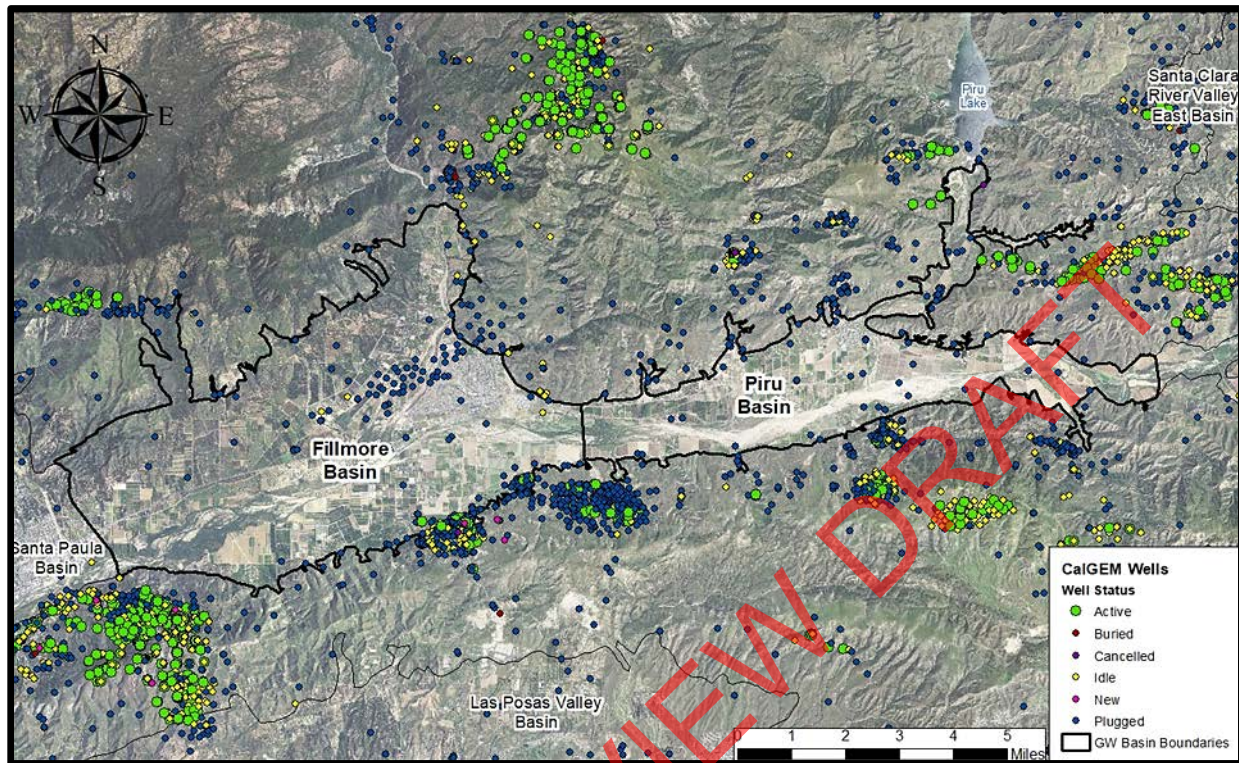 N
W
E
S
Piru
Lake
Santa Clara
River Valley
East Basin
Piru
Basin
Fillmore
Basin
Santa Paula
Basin
Las Posas Valley
Basin
CalGEM Wells
Well Status
Active
Buried
Cancelled
Idle
New
Plugged
GW Basin Boundaries
0 1 2 3 4 5
Miles
VIEW DRAFT